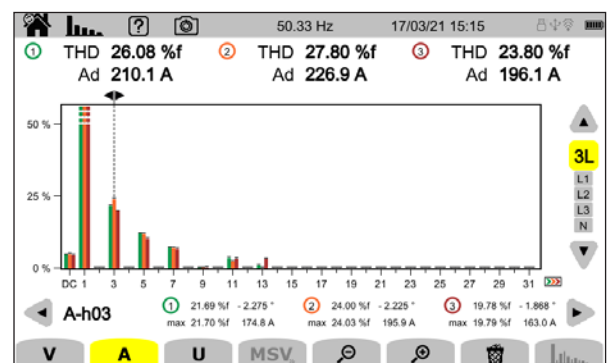 ? 50.33 Hz 17/03/21 15:15
1 THD 26.08 %f 2 THD 27.80 %f 3 THD 23.80 %f
Ad 210.1 A Ad 226.9 A Ad 196.1 A
50 %
3L
L1
L2
25 %
L3
N
0 %
DC 1 3 5 7 9 11 13 15 17 19 21 23 25 27 29 31
A-h03 1 21.69 %f - 2.275 ° 2 24.00 %f - 2.225 ° 3 19.78 %f - 1.868 °
max 21.70 %f 174.8 A max 24.03 %f 195.9 A max 19.79 %f 163.0 A
V A U MSV